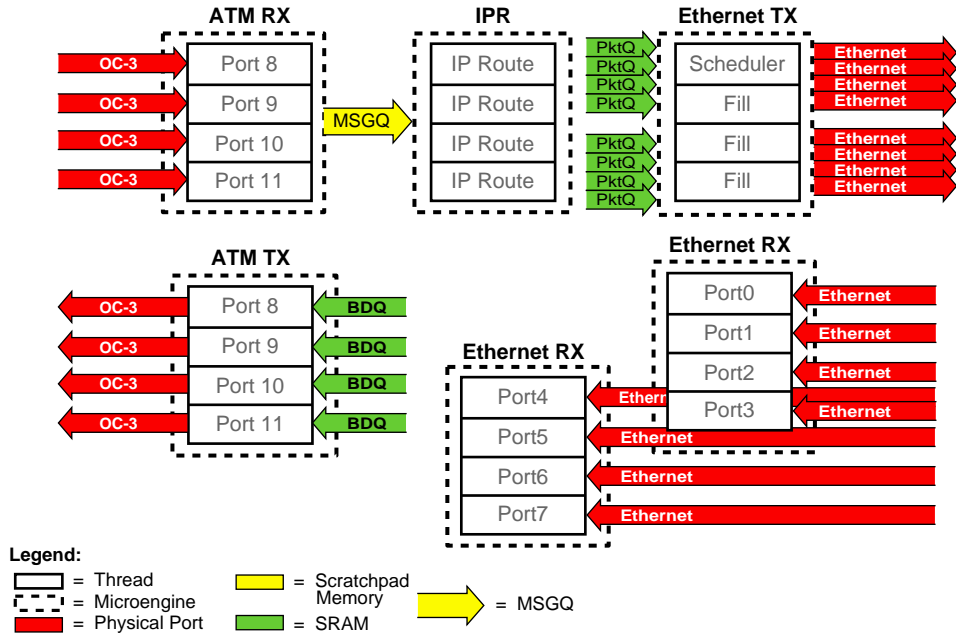 ATM RX
IPR
Ethernet TX
OC-3 Port 8
OC-3 Port 9
OC-3 Port 10
OC-3 Port 11
MSGQ
IP Route
IP Route
IP Route
IP Route
PktQ
PktQ
PktQ
PktQ
PktQ
PktQ
PktQ
PktQ
Scheduler
Fill
Fill
Fill
Ethernet
Ethernet
Ethernet
Ethernet
Ethernet
Ethernet
Ethernet
Ethernet
ATM TX
OC-3 Port 8 BDQ
OC-3 Port 9 BDQ
OC-3 Port 10 BDQ
OC-3 Port 11 BDQ
Ethernet RX
Port0 Ethernet
Port1 Ethernet
Port2 Ethernet
Port3 Ethernet
Ethernet RX
Port4 Ethern
Port5 Ethernet
Port6 Ethernet
Port7 Ethernet
Legend:
= Thread
= Microengine
= Physical Port
= Scratchpad
Memory
= SRAM
= MSGQ